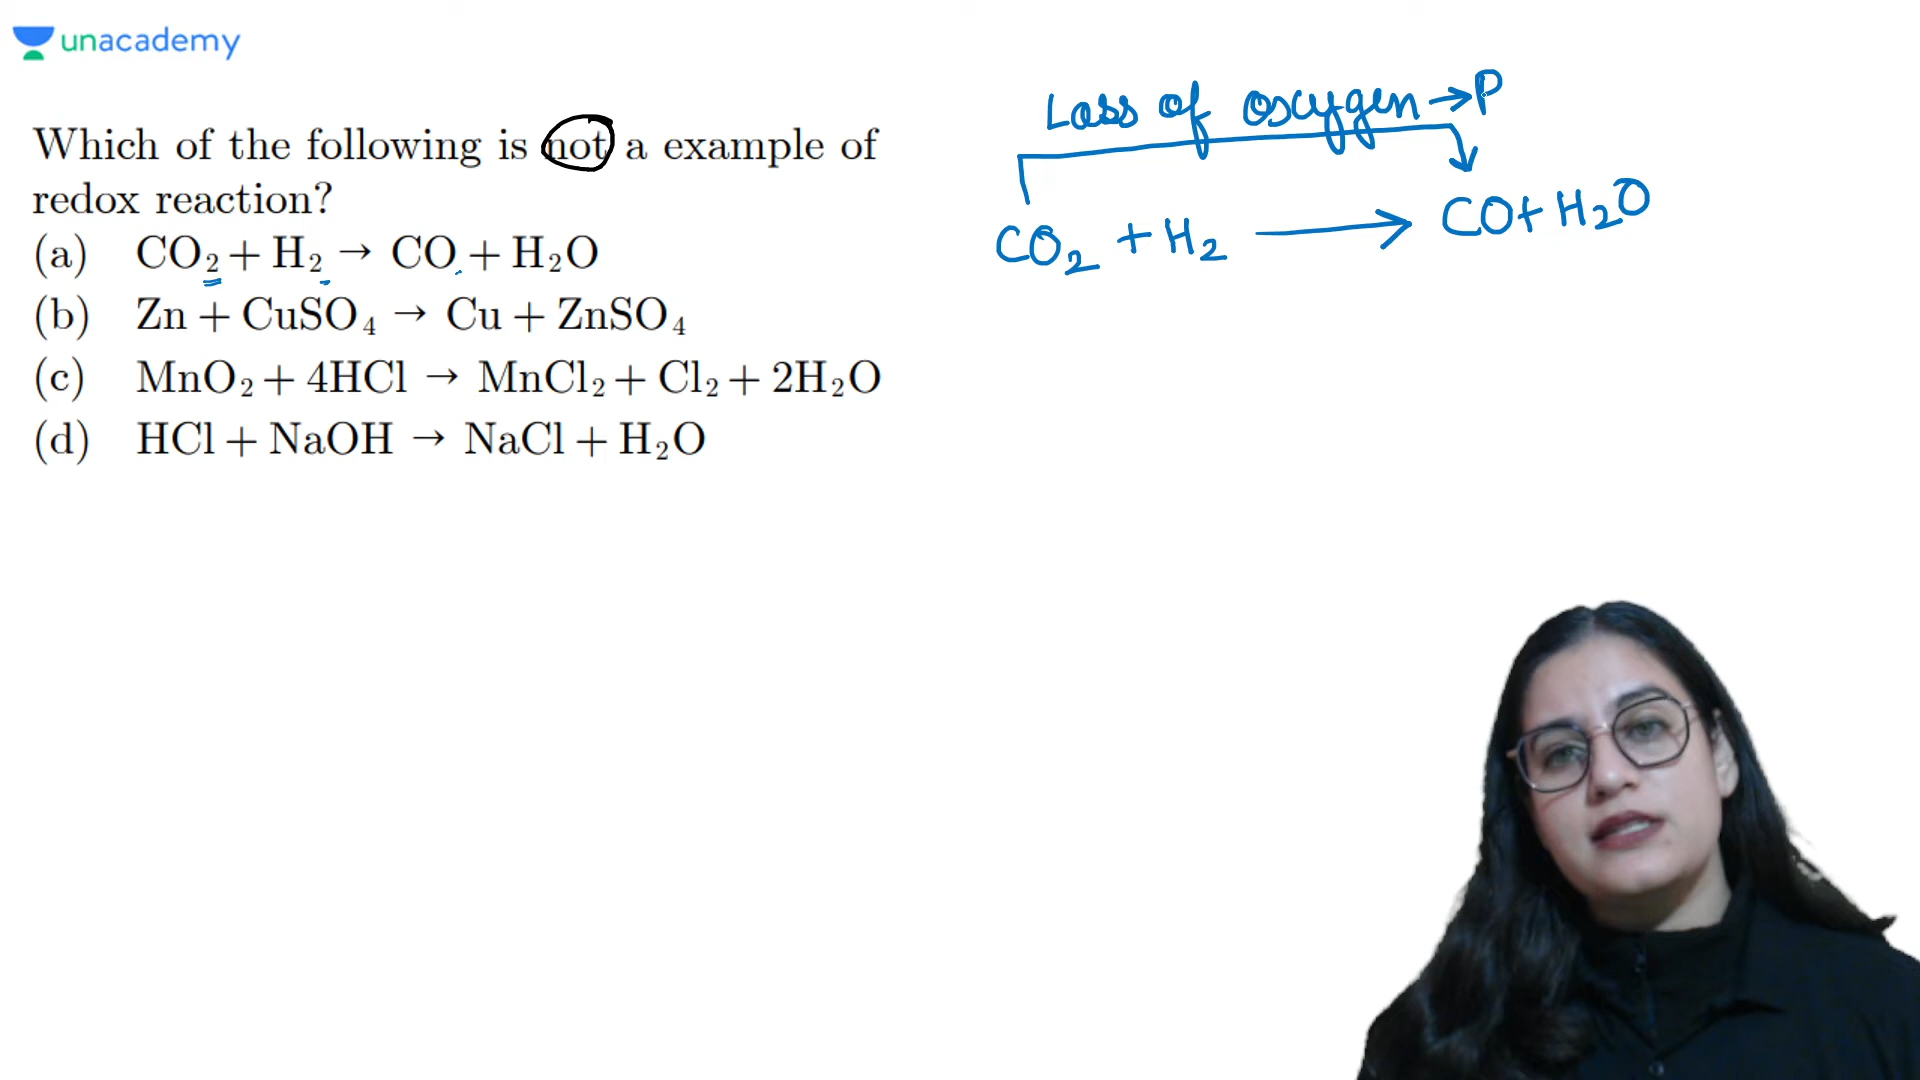 unacademy
Which of the following is not a example of
redox reaction?
(a) CO₂ + H₂ → CO + H₂O
(b) Zn + CuSO₄ → Cu + ZnSO₄
(c) MnO₂ + 4HCl → MnCl₂ + Cl₂ + 2H₂O
(d) HCl + NaOH → NaCl + H₂O
Loss of oxygen → P
CO₂ + H₂ → CO + H₂O